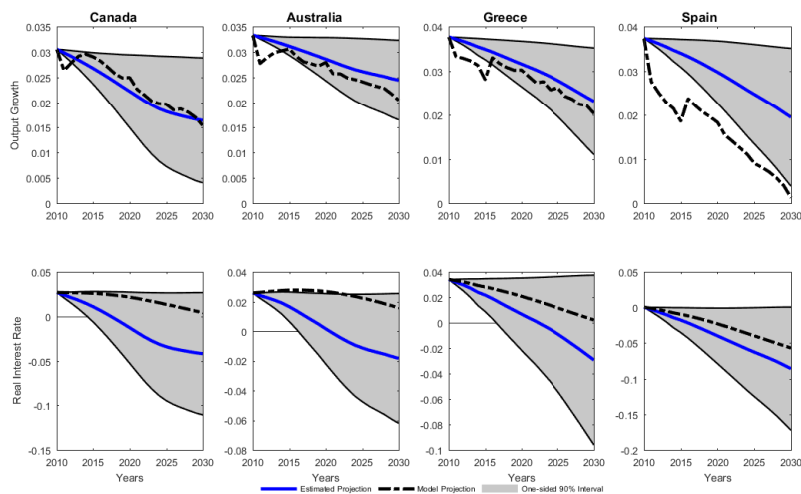 Canada Australia Greece Spain
Output Growth
0.035 0.035 0.04 0.04
0.03 0.03 0.03 0.03
0.025 0.025
0.02 0.02 0.02 0.02
0.015 0.015
0.01 0.01 0.01 0.01
0.005 0.005
0 0 0 0
2010 2015 2020 2025 2030 2010 2015 2020 2025 2030 2010 2015 2020 2025 2030 2010 2015 2020 2025 2030
Real Interest Rate
0.05 0.04 0.04 0.05
0.02 0.02
0 0 0 0
-0.02 -0.02 -0.05
-0.05 -0.04 -0.04 -0.1
-0.1 -0.06 -0.06 -0.15
-0.08
-0.15 -0.08 -0.1 -0.2
2010 2015 2020 2025 2030 2010 2015 2020 2025 2030 2010 2015 2020 2025 2030 2010 2015 2020 2025 2030
Years Years Years Years
Estimated Projection Model Projection One-sided 90% Interval